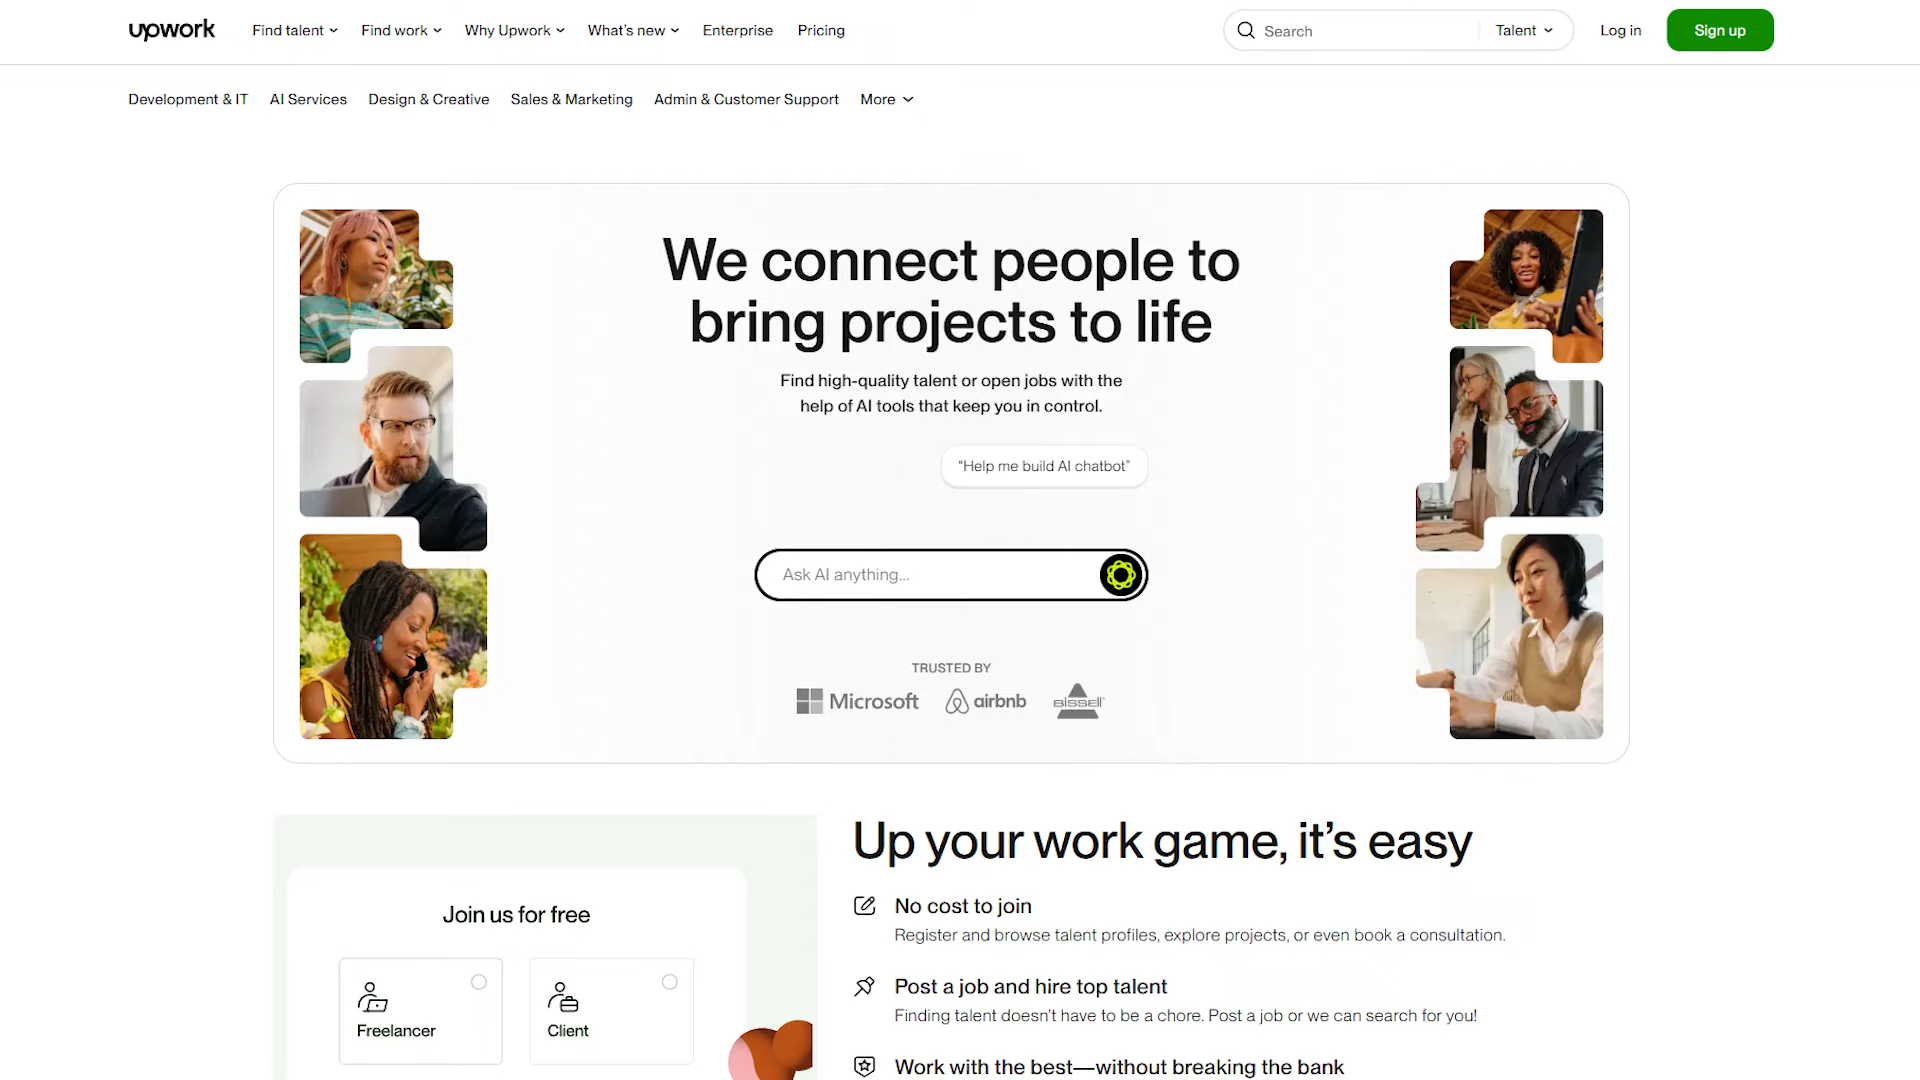 upwork
Find talent
Find work
Why Upwork
What's new
Enterprise
Pricing
Search
Talent
Log in
Sign up
Development & IT
AI Services
Design & Creative
Sales & Marketing
Admin & Customer Support
More
We connect people to
bring projects to life
Find high-quality talent or open jobs with the
help of AI tools that keep you in control.
“Help me build AI chatbot”
Ask AI anything...
TRUSTED BY
Microsoft
airbnb
BISSELL
Up your work game, it’s easy
Join us for free
Freelancer
Client
No cost to join
Register and browse talent profiles, explore projects, or even book a consultation.
Post a job and hire top talent
Finding talent doesn’t have to be a chore. Post a job or we can search for you!
Work with the best—without breaking the bank